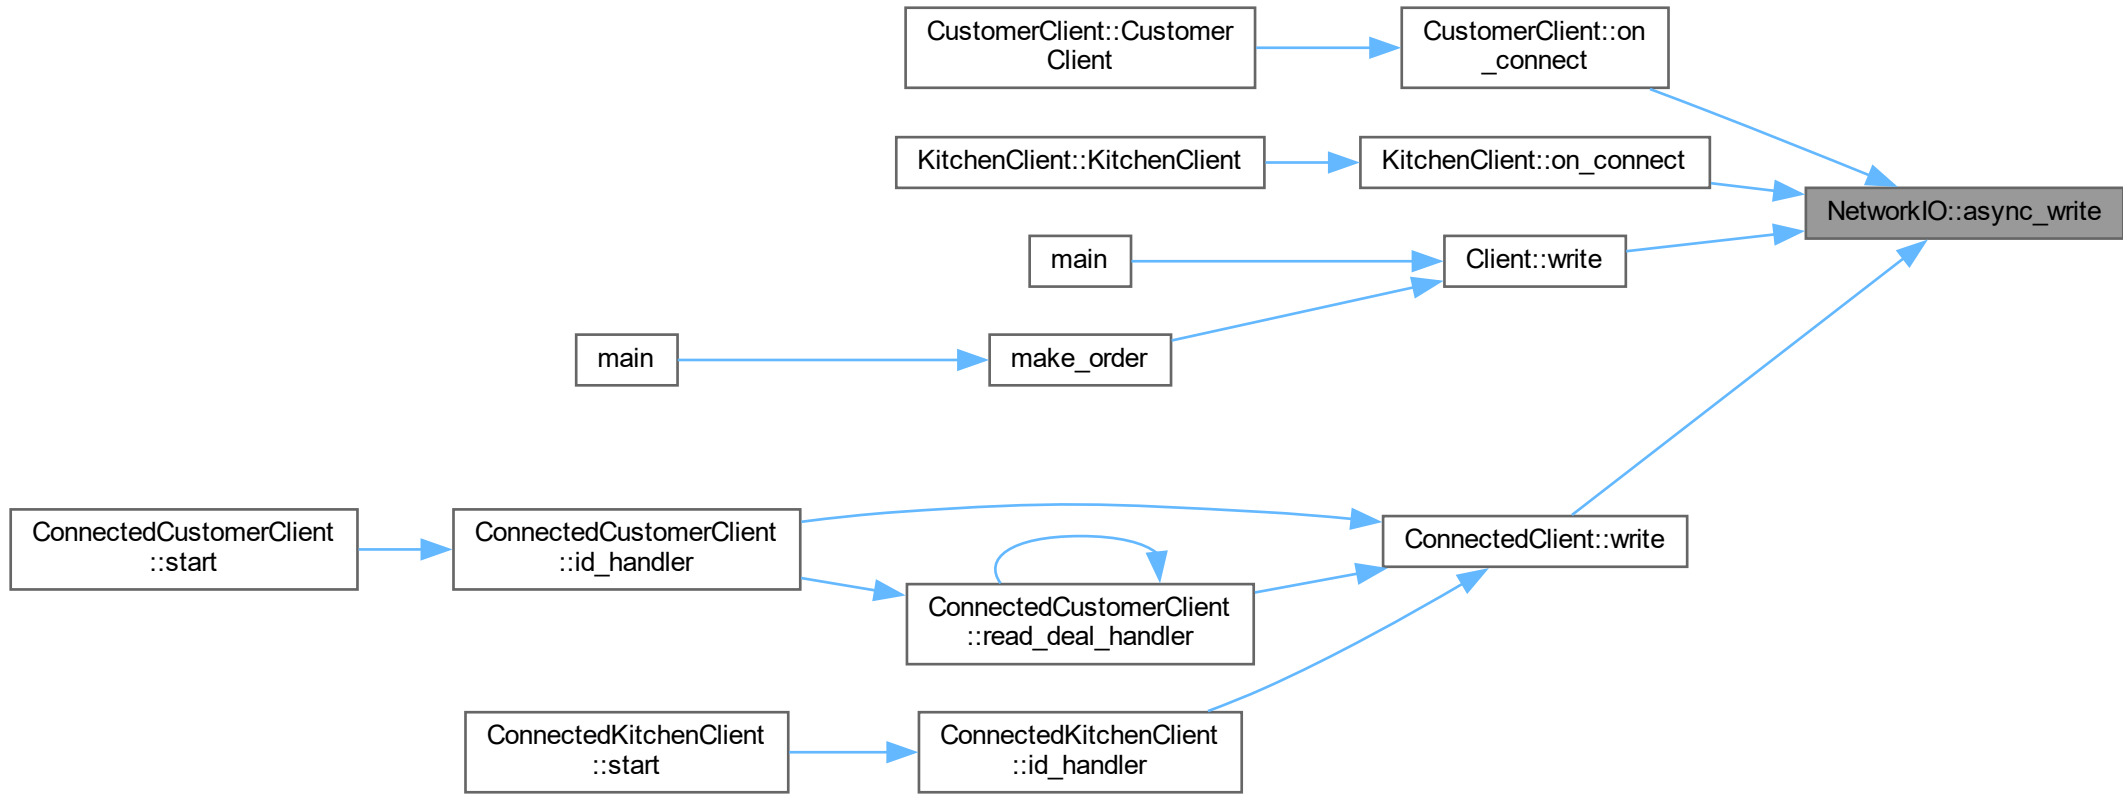 CustomerClient::Customer
Client
CustomerClient::on
_connect
KitchenClient::KitchenClient
KitchenClient::on_connect
NetworkIO::async_write
main
Client::write
main
make_order
ConnectedCustomerClient
::start
ConnectedCustomerClient
::id_handler
ConnectedClient::write
ConnectedCustomerClient
::read_deal_handler
ConnectedKitchenClient
::start
ConnectedKitchenClient
::id_handler